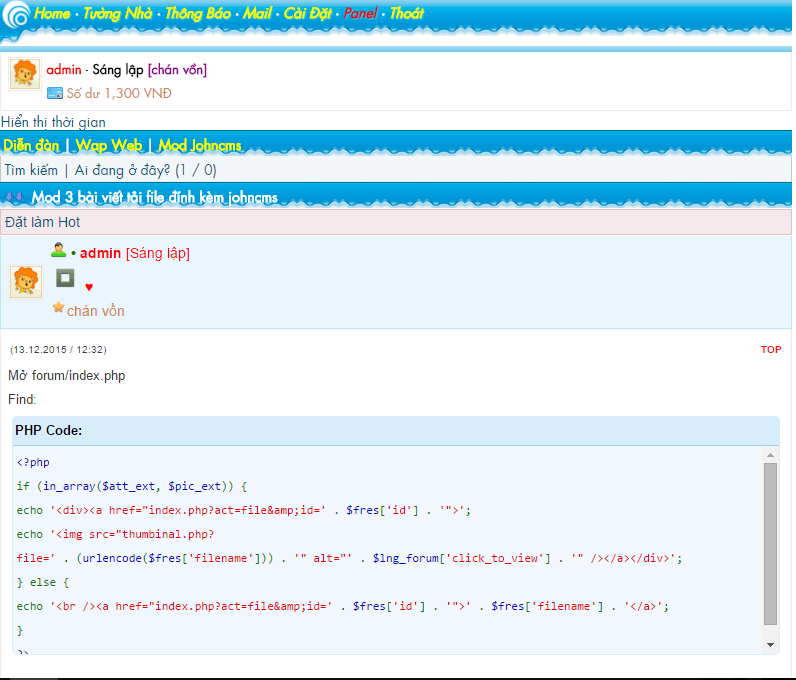 Home · Tường Nhà · Thông Báo · Mail · Cài Đặt · Panel · Thoát
admin - Sáng lập [chán vồn]
Số dư 1,300 VNĐ
Hiển thị thời gian
Diễn đàn | Wap Web | Mod Johncms
Tìm kiếm | Ai đang ở đây? (1 / 0)
Mod 3 bài viết tải file đính kèm johncms
Đặt làm Hot
• admin [Sáng lập]
♥
chán vồn
(13.12.2015 / 12:32) TOP
Mở forum/index.php
Find:
PHP Code:
<?php
if (in_array($att_ext, $pic_ext)) {
echo '<div><a href="index.php?act=file&amp;id=' . $fres['id'] . '">';
echo '<img src="thumbinal.php?
file=' . (urlencode($fres['filename'])) . '" alt="' . $lng_forum['click_to_view'] . '" /></a></div>';
} else {
echo '<br /><a href="index.php?act=file&amp;id=' . $fres['id'] . '">' . $fres['filename'] . '</a>';
}
?>